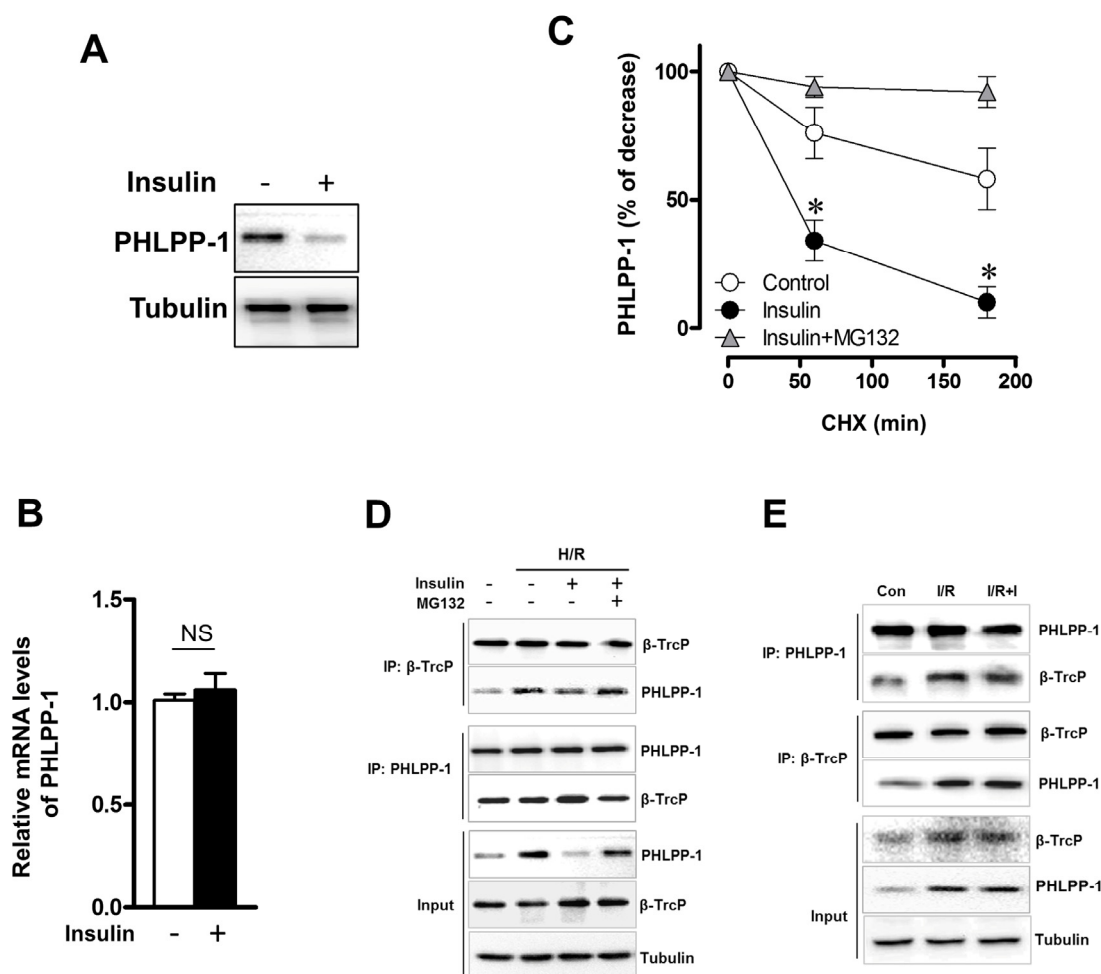 A
Insulin - +
PHLPP-1
Tubulin
C
PHLPP-1 (% of decrease)
100
50
0
* *
Control
Insulin
Insulin+MG132
0 50 100 150 200
CHX (min)
B
Relative mRNA levels
of PHLPP-1
1.5
1.0
0.5
0.0
NS
Insulin - +
D
H/R
Insulin - - + +
MG132 - - - +
IP: β-TrcP
β-TrcP
PHLPP-1
IP: PHLPP-1
PHLPP-1
β-TrcP
Input
PHLPP-1
β-TrcP
Tubulin
E
Con I/R I/R+I
IP: PHLPP-1
PHLPP-1
β-TrcP
IP: β-TrcP
β-TrcP
PHLPP-1
Input
β-TrcP
PHLPP-1
Tubulin